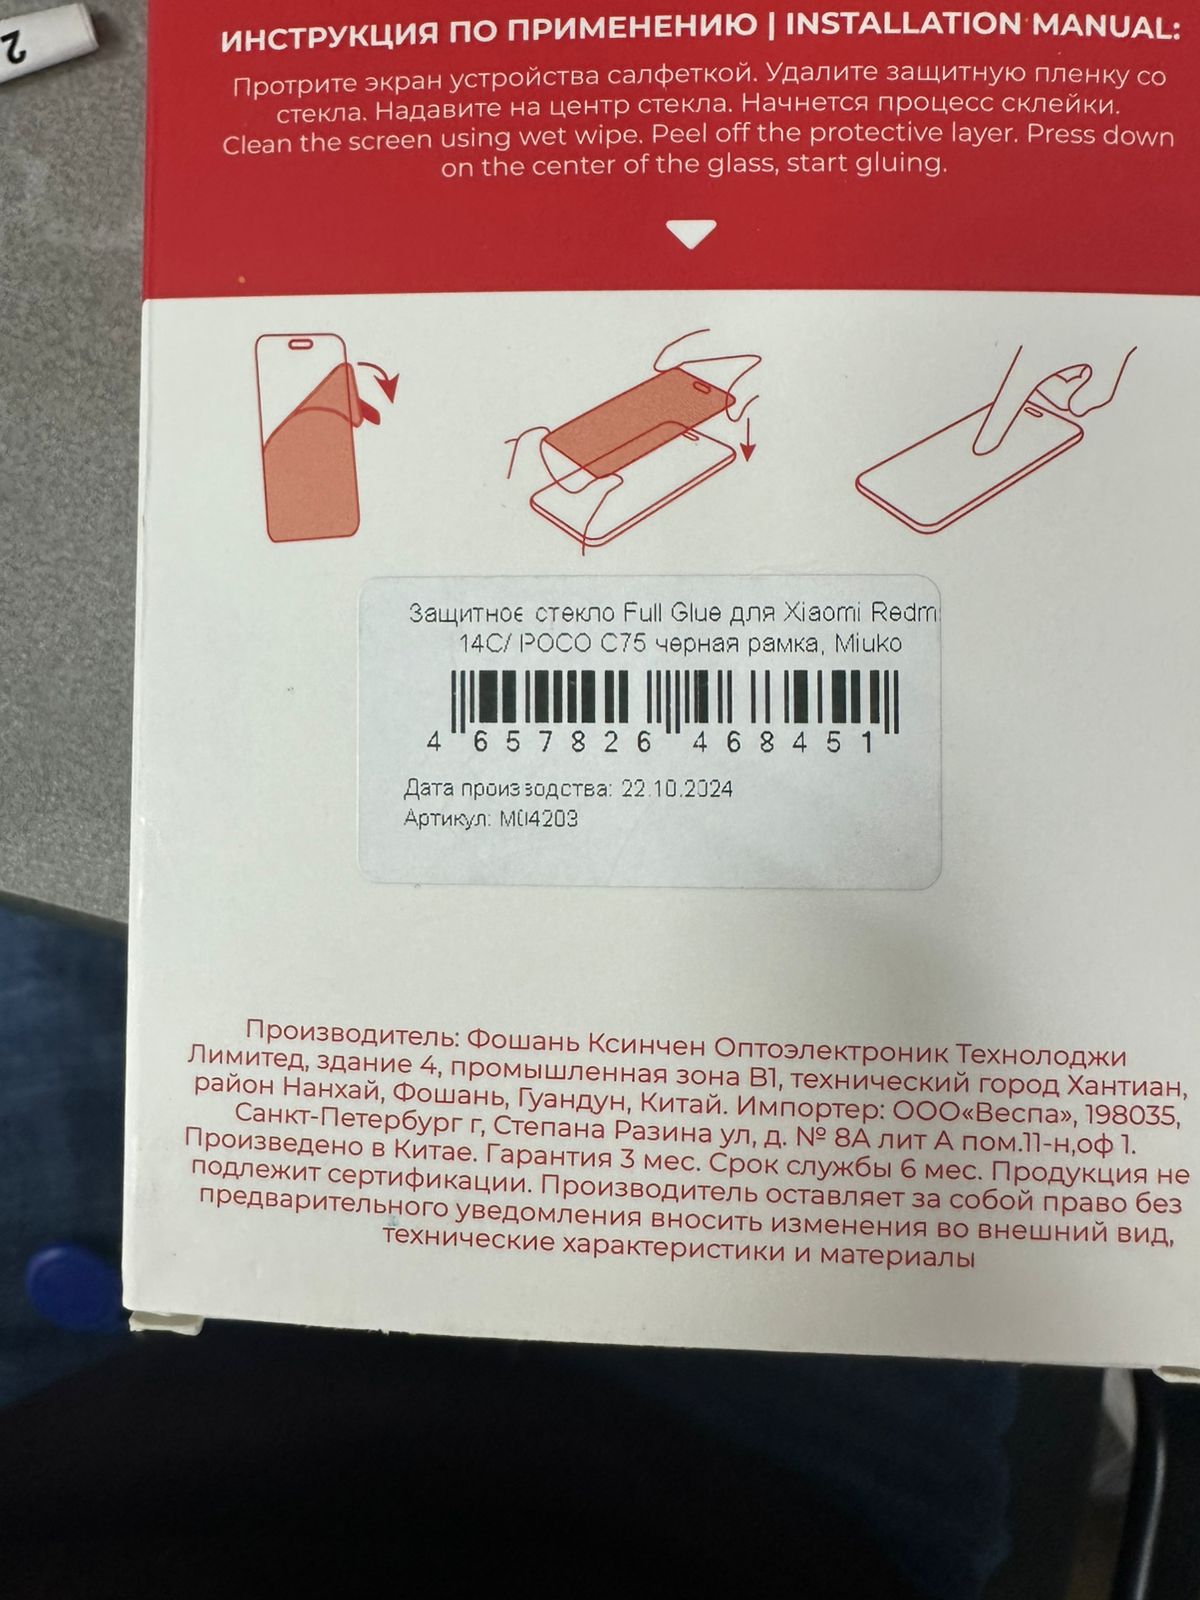 2
ИНСТРУКЦИЯ ПО ПРИМЕНЕНИЮ | INSTALLATION MANUAL:
Протрите экран устройства салфеткой. Удалите защитную пленку со
стекла. Надавите на центр стекла. Начнется процесс склейки.
Clean the screen using wet wipe. Peel off the protective layer. Press down
on the center of the glass, start gluing.
Защитное стекло Full Glue для Xiaomi Redm
14C/ POCO C75 черная рамка, Miuko
4 657826 468451
Дата производства: 22.10.2024
Артикул: M04203
Производитель: Фошань Ксинчен Оптоэлектроник Технолоджи
Лимитед, здание 4, промышленная зона B1, технический город Хантиан,
район Нанхай, Фошань, Гуандун, Китай. Импортер: ООО«Веспа», 198035,
Санкт-Петербург г, Степана Разина ул, д. № 8А лит А пом.11-н,оф 1.
Произведено в Китае. Гарантия 3 мес. Срок службы 6 мес. Продукция не
подлежит сертификации. Производитель оставляет за собой право без
предварительного уведомления вносить изменения во внешний вид,
технические характеристики и материалы